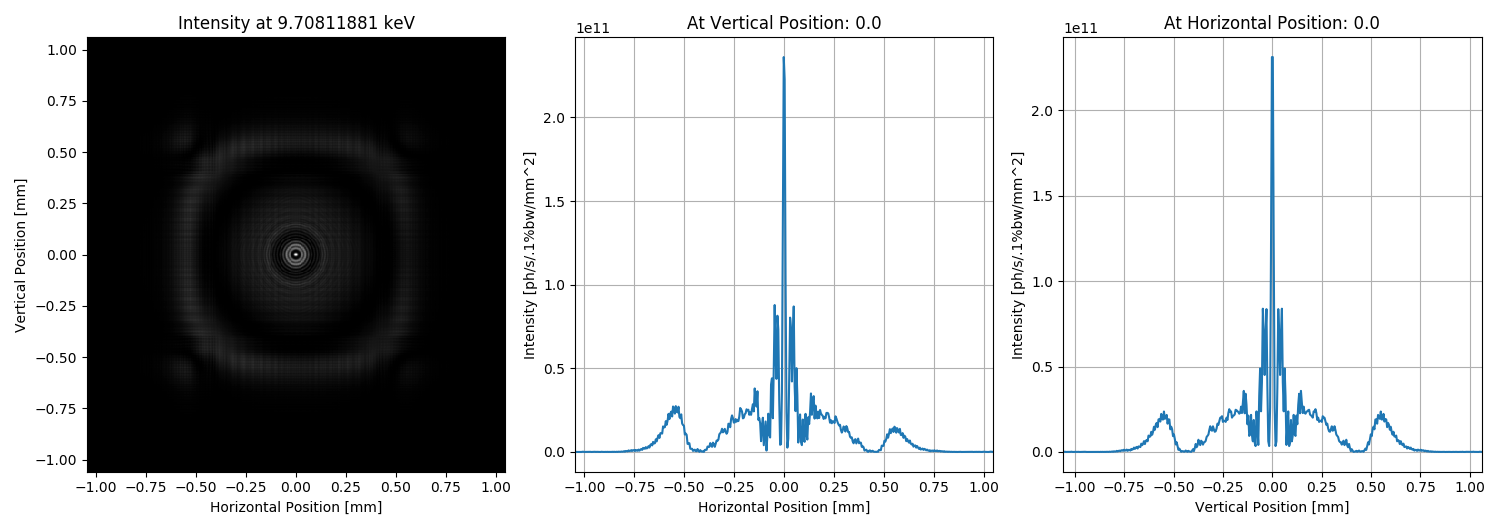 Intensity at 9.70811881 keV
1.00
0.75
0.50
0.25
0.00
−0.25
−0.50
−0.75
−1.00
Vertical Position [mm]
−1.00 −0.75 −0.50 −0.25 0.00 0.25 0.50 0.75 1.00
Horizontal Position [mm]
At Vertical Position: 0.0
1e11
2.0
1.5
1.0
0.5
0.0
Intensity [ph/s/.1%bw/mm^2]
−1.00 −0.75 −0.50 −0.25 0.00 0.25 0.50 0.75 1.00
Horizontal Position [mm]
At Horizontal Position: 0.0
1e11
2.0
1.5
1.0
0.5
0.0
Intensity [ph/s/.1%bw/mm^2]
−1.00 −0.75 −0.50 −0.25 0.00 0.25 0.50 0.75 1.00
Vertical Position [mm]